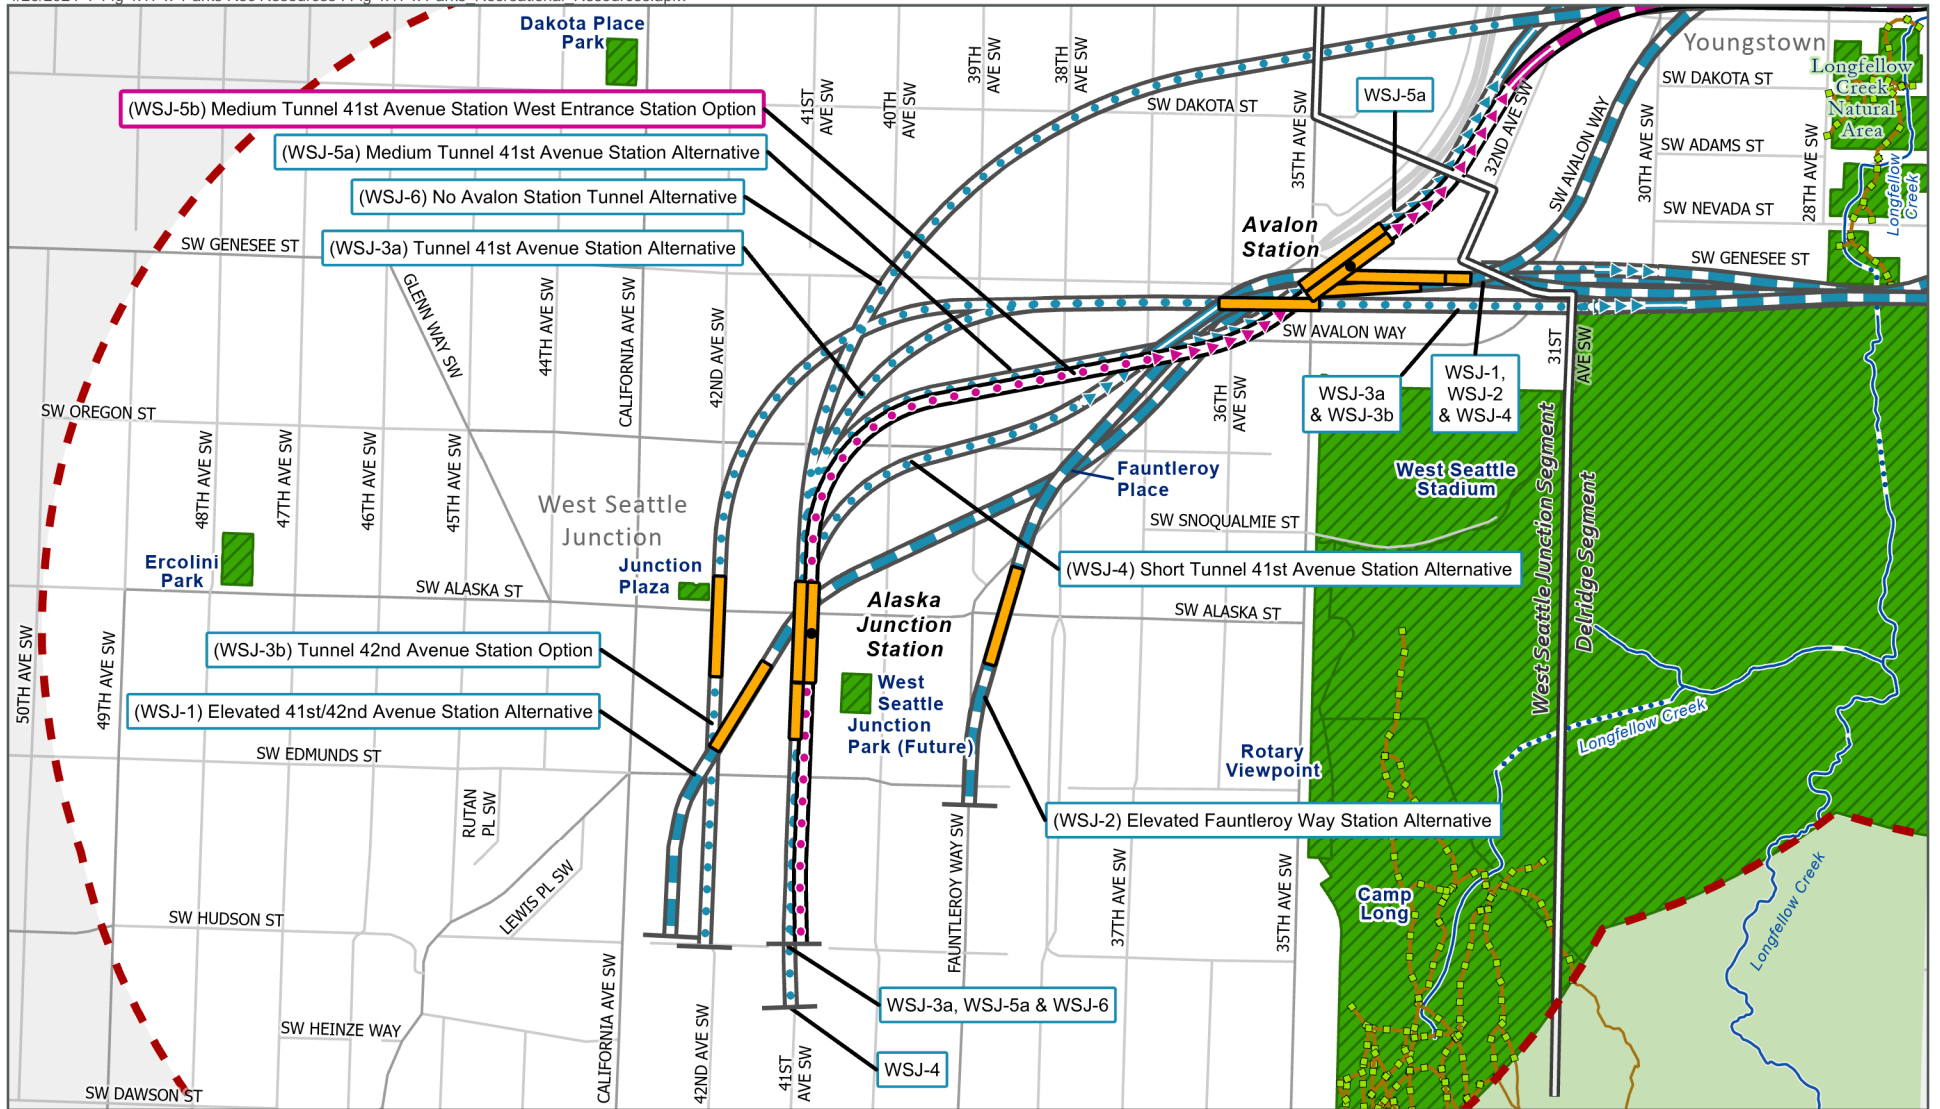 Dakota Place
Park
39TH
AVE SW
38TH
AVE SW
Youngstown
Longfellow
Creek
Natural
Area
SW DAKOTA ST
SW DAKOTA ST
WSJ-5a
(WSJ-5b) Medium Tunnel 41st Avenue Station West Entrance Station Option
41ST
AVE SW
40TH
AVE SW
35TH AVE SW
32ND AVE SW
SW AVALON WAY
30TH AVE SW
28TH AVE SW
SW ADAMS ST
(WSJ-5a) Medium Tunnel 41st Avenue Station Alternative
(WSJ-6) No Avalon Station Tunnel Alternative
SW NEVADA ST
Longfellow
Creek
Avalon
Station
SW GENESEE ST
(WSJ-3a) Tunnel 41st Avenue Station Alternative
SW GENESEE ST
GLENN WAY SW
44TH AVE SW
CALIFORNIA AVE SW
42ND AVE SW
SW AVALON WAY
31ST
AVE SW
WSJ-3a
& WSJ-3b
WSJ-1,
WSJ-2
& WSJ-4
36TH
AVE SW
SW OREGON ST
48TH AVE SW
47TH AVE SW
46TH AVE SW
45TH AVE SW
West Seattle
Junction
Fauntleroy
Place
West Seattle
Stadium
West Seattle Junction Segment
Delridge Segment
SW SNOQUALMIE ST
Ercolini
Park
Junction
Plaza
(WSJ-4) Short Tunnel 41st Avenue Station Alternative
SW ALASKA ST
Alaska
Junction
Station
SW ALASKA ST
50TH AVE SW
49TH AVE SW
(WSJ-3b) Tunnel 42nd Avenue Station Option
West
Seattle
Junction
Park (Future)
(WSJ-1) Elevated 41st/42nd Avenue Station Alternative
Longfellow Creek
SW EDMUNDS ST
Rotary
Viewpoint
RUTAN
PL SW
(WSJ-2) Elevated Fauntleroy Way Station Alternative
LEWIS PL SW
FAUNTLEROY WAY SW
37TH AVE SW
35TH AVE SW
Camp
Long
Longfellow Creek
SW HUDSON ST
CALIFORNIA AVE SW
WSJ-3a, WSJ-5a & WSJ-6
SW HEINZE WAY
42ND AVE SW
41ST
AVE SW
WSJ-4
SW DAWSON ST